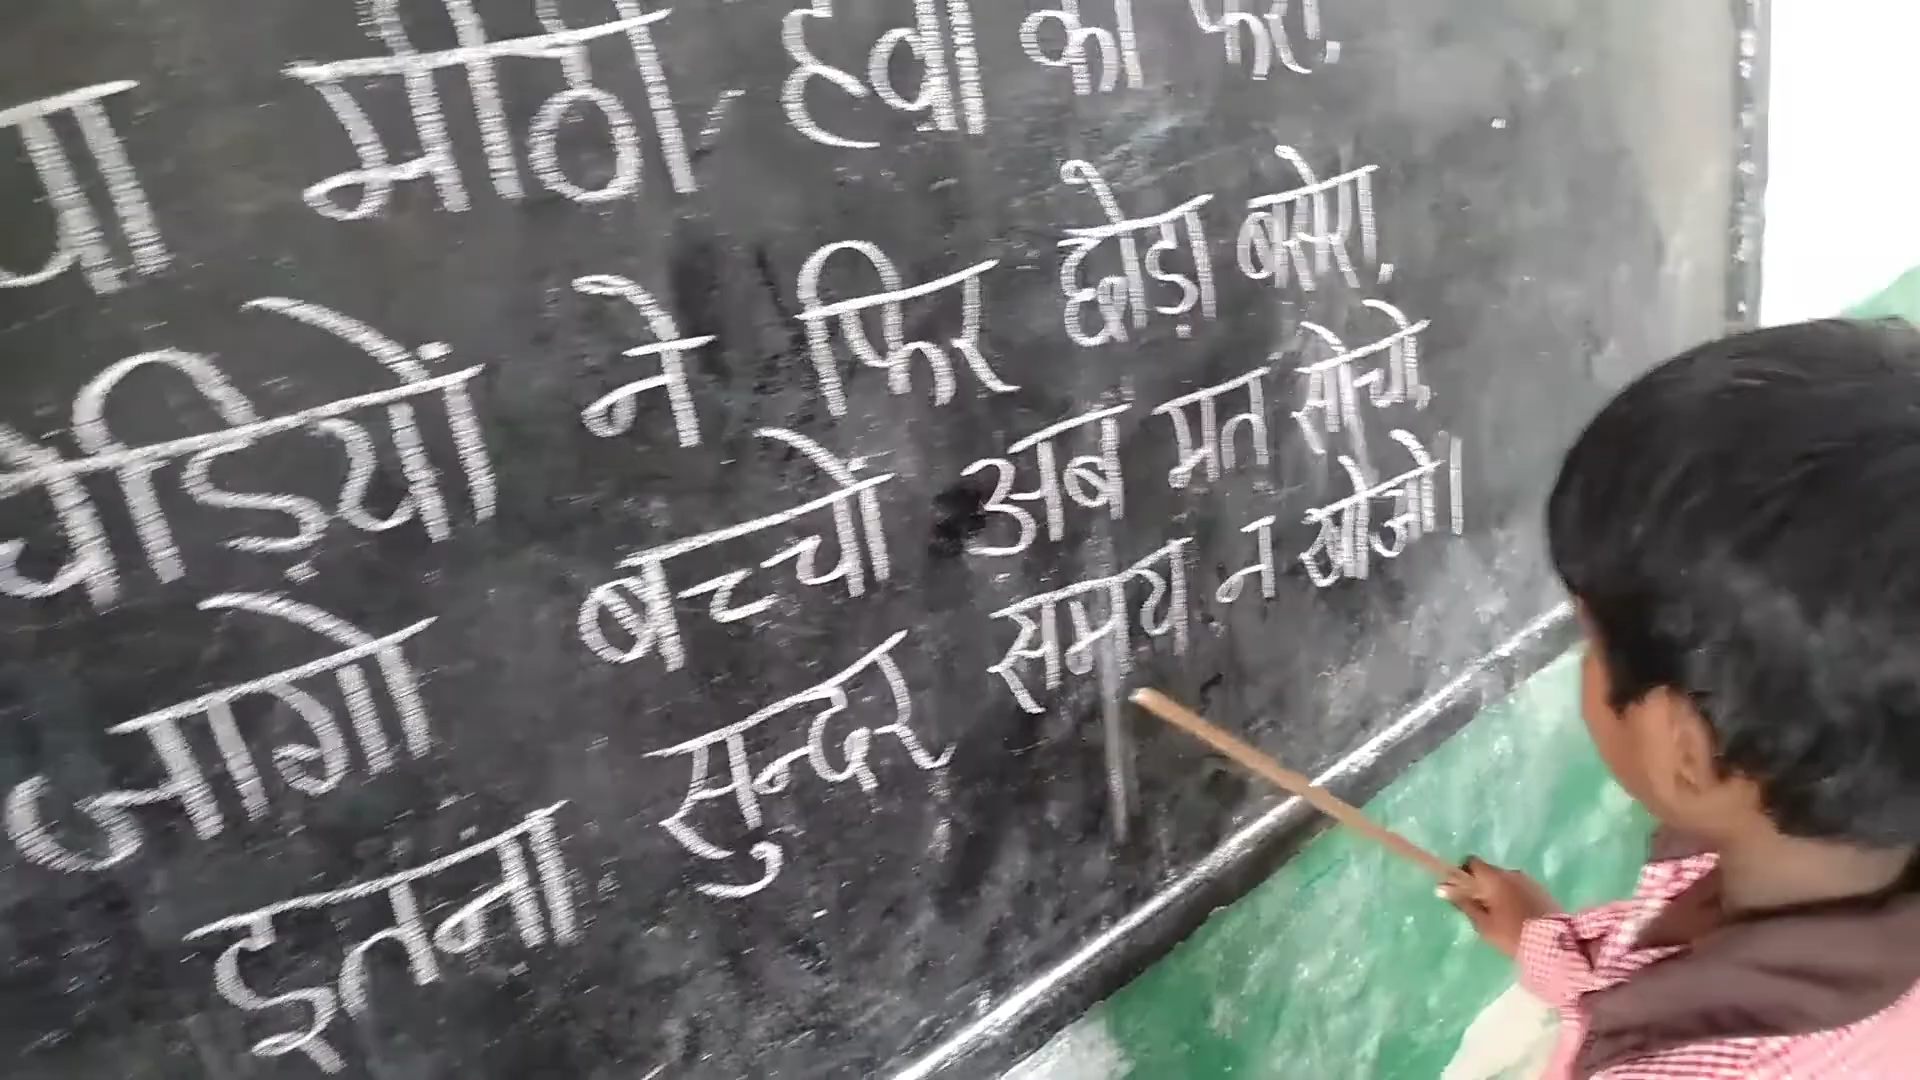 मीठी हवा का फेरा,
चिड़ियों ने फिर छोड़ा बसेरा,
जागो बच्चो अब मत सोचो,
इतना सुन्दर समय न खोजो।